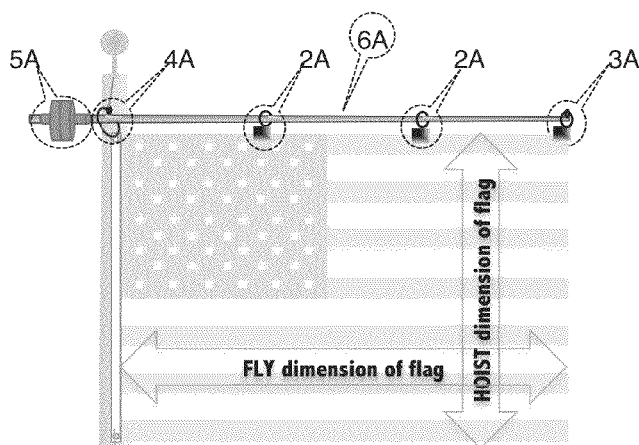 5A
4A
2A
6A
2A
3A
FLY dimension of flag
HOIST dimension of flag